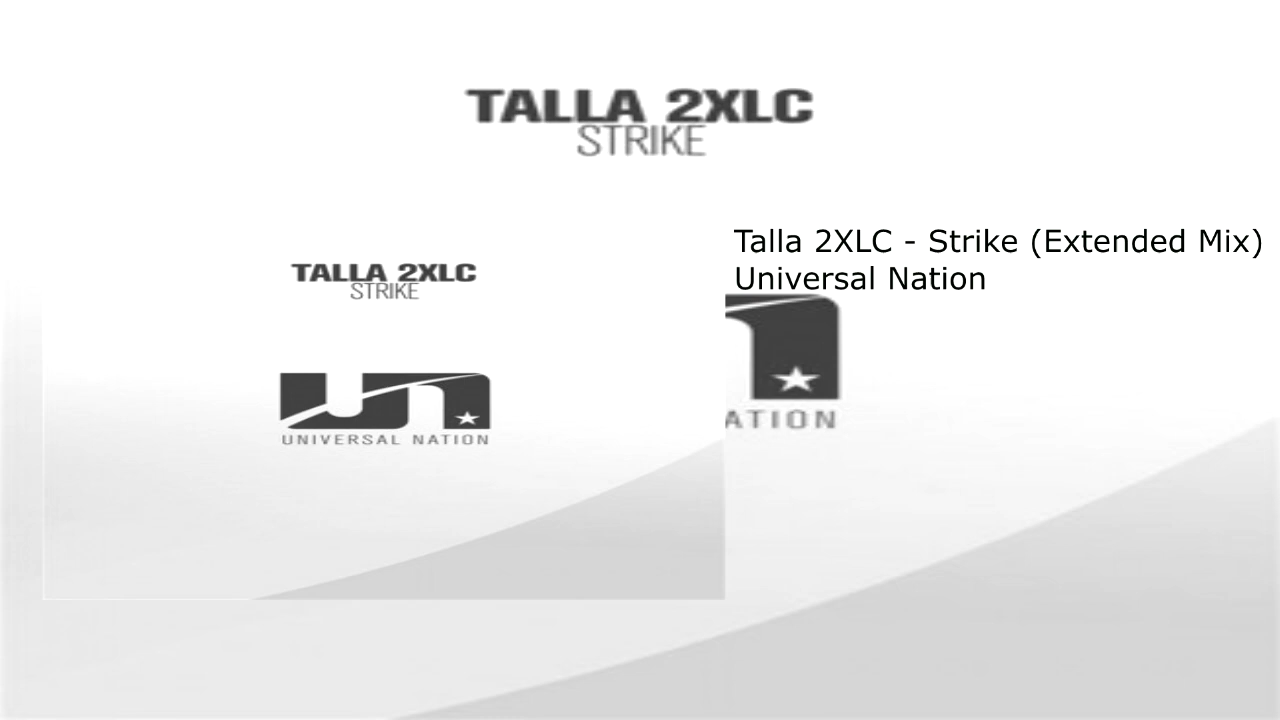 TALLA 2XLC
STRIKE
Talla 2XLC - Strike (Extended Mix)
Universal Nation
TALLA 2XLC
STRIKE
UNIVERSAL NATION
ATION